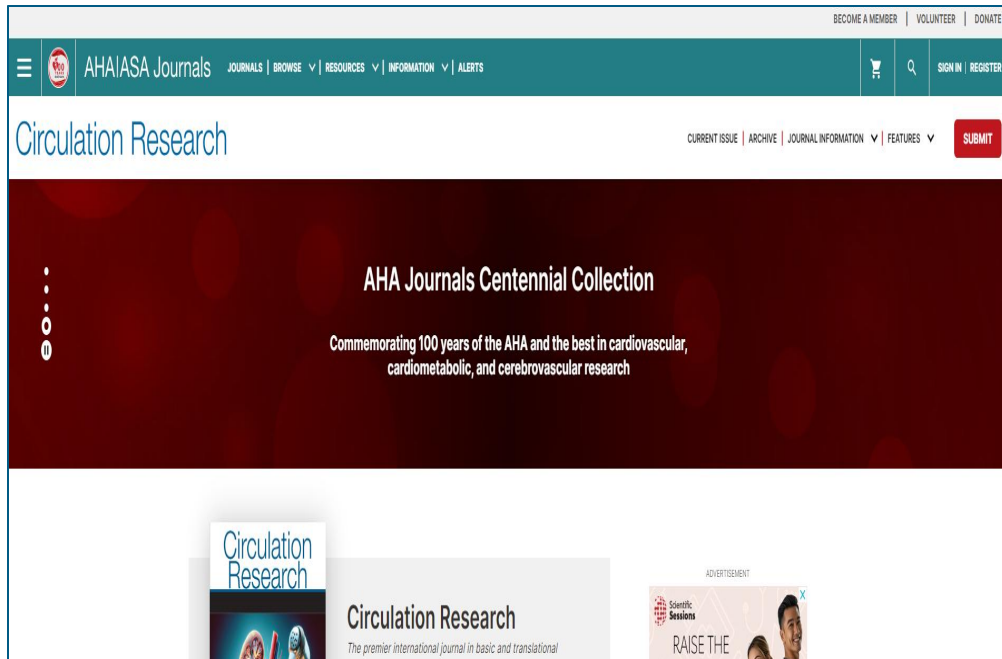 BECOME A MEMBER | VOLUNTEER | DONATE
AHA|ASA Journals JOURNALS | BROWSE | RESOURCES | INFORMATION | ALERTS SIGN IN | REGISTER
Circulation Research CURRENT ISSUE | ARCHIVE | JOURNAL INFORMATION | FEATURES SUBMIT
AHA Journals Centennial Collection
Commemorating 100 years of the AHA and the best in cardiovascular,
cardiometabolic, and cerebrovascular research
Circulation
Research
Circulation Research
The premier international journal in basic and translational
ADVERTISEMENT
Scientific
Sessions
RAISE THE